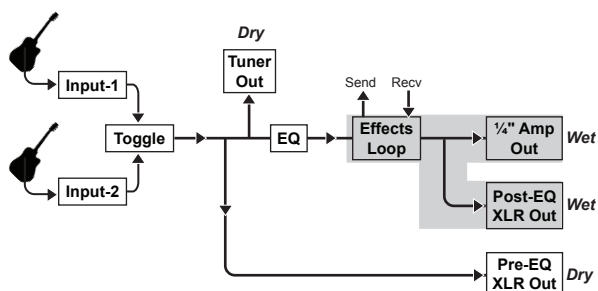 Dry
Tuner
Out
Send Recv
Input-1
Toggle
EQ
Effects
Loop
¼" Amp
Out
Wet
Input-2
Post-EQ
XLR Out
Wet
Pre-EQ
XLR Out
Dry